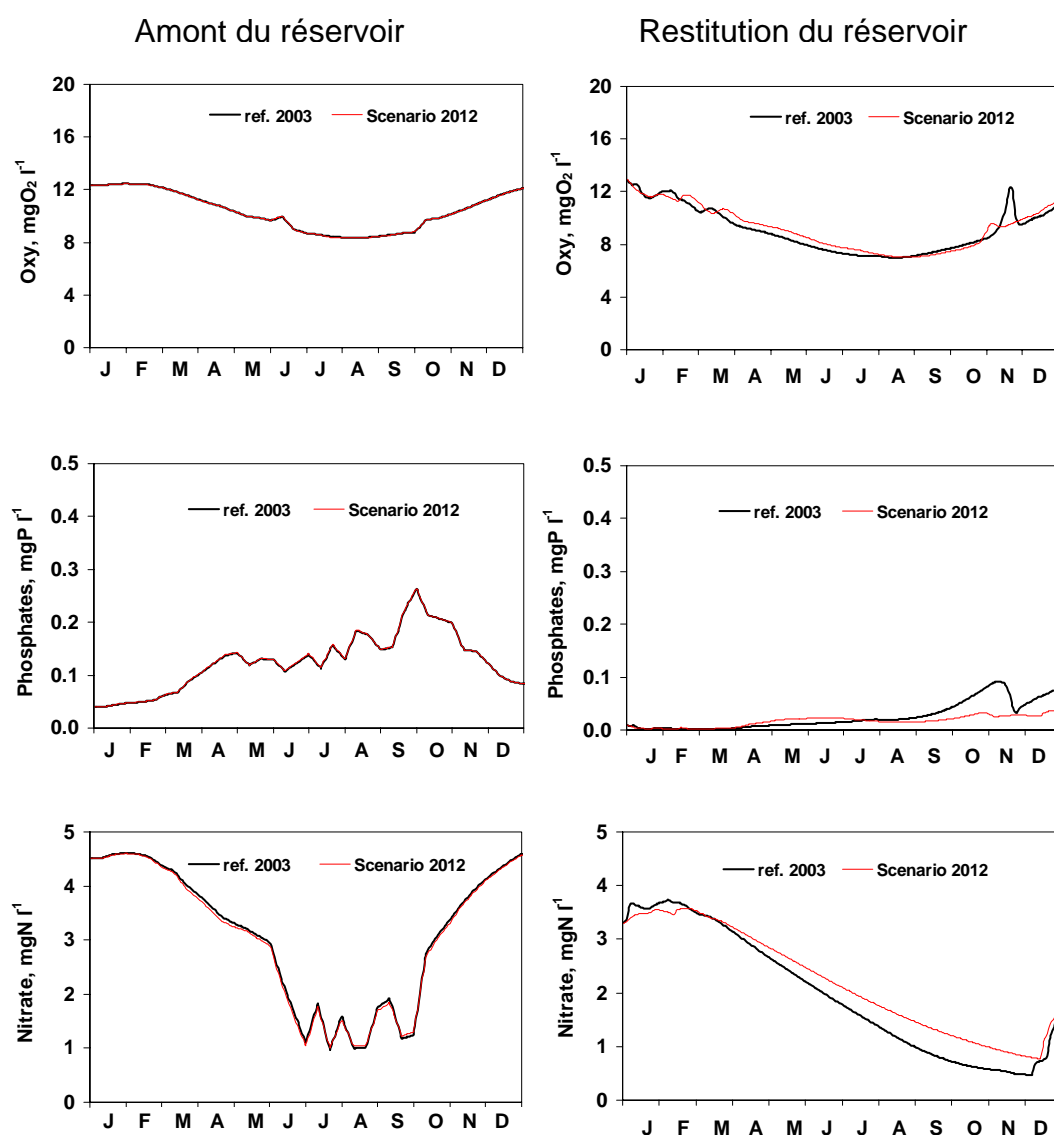 Amont du réservoir
Restitution du réservoir
20
16
12
8
4
0
Oxy, mgO₂ l⁻¹
ref. 2003
Scenario 2012
J F M A M J J A S O N D
20
16
12
8
4
0
Oxy, mgO₂ l⁻¹
ref. 2003
Scenario 2012
J F M A M J J A S O N D
0.5
0.4
0.3
0.2
0.1
0.0
Phosphates, mgP l⁻¹
ref. 2003
Scenario 2012
J F M A M J J A S O N D
0.5
0.4
0.3
0.2
0.1
0.0
Phosphates, mgP l⁻¹
ref. 2003
Scenario 2012
J F M A M J J A S O N D
5
4
3
2
1
0
Nitrate, mgN l⁻¹
ref. 2003
Scenario 2012
J F M A M J J A S O N D
5
4
3
2
1
0
Nitrate, mgN l⁻¹
ref. 2003
Scenario 2012
J F M A M J J A S O N D